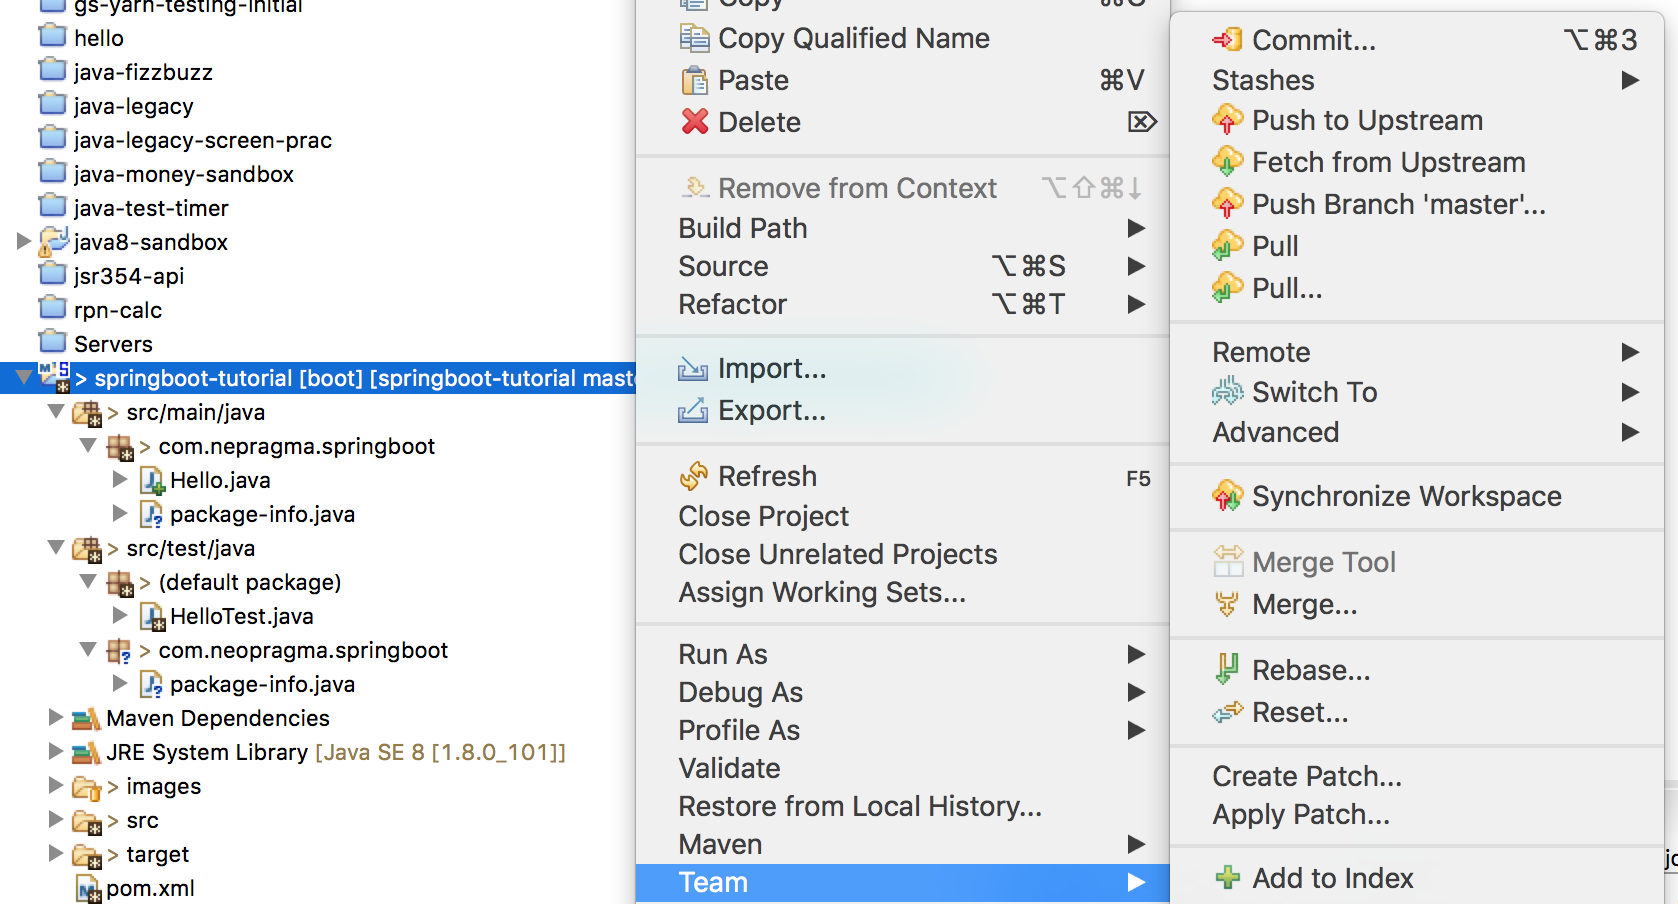 gs-yarn-testing-initial
hello
java-fizzbuzz
java-legacy
java-legacy-screen-prac
java-money-sandbox
java-test-timer
java8-sandbox
jsr354-api
rpn-calc
Servers
> springboot-tutorial [boot] [springboot-tutorial maste
> src/main/java
> com.nepragma.springboot
Hello.java
package-info.java
> src/test/java
> (default package)
HelloTest.java
> com.neopragma.springboot
package-info.java
Maven Dependencies
JRE System Library [Java SE 8 [1.8.0_101]]
> images
> src
> target
pom.xml
Copy ⌘C
Copy Qualified Name
Paste ⌘V
Delete ⌦
Remove from Context ⌥⇧⌘↓
Build Path
Source ⌥⌘S
Refactor ⌥⌘T
Import...
Export...
Refresh F5
Close Project
Close Unrelated Projects
Assign Working Sets...
Run As
Debug As
Profile As
Validate
Restore from Local History...
Maven
Team
Commit... ⌥⌘3
Stashes
Push to Upstream
Fetch from Upstream
Push Branch 'master'...
Pull
Pull...
Remote
Switch To
Advanced
Synchronize Workspace
Merge Tool
Merge...
Rebase...
Reset...
Create Patch...
Apply Patch...
Add to Index